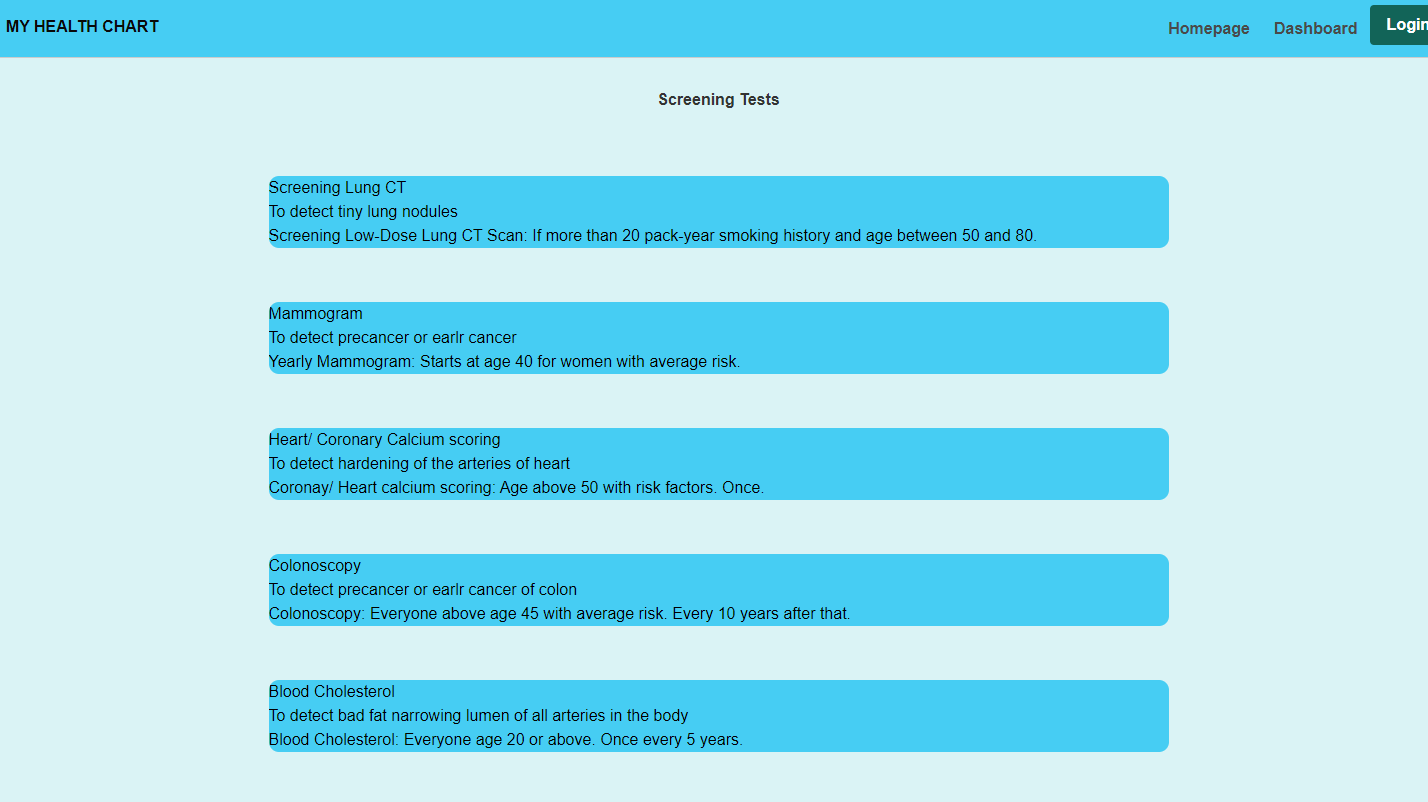 MY HEALTH CHART
Homepage Dashboard Login
Screening Tests
Screening Lung CT
To detect tiny lung nodules
Screening Low-Dose Lung CT Scan: If more than 20 pack-year smoking history and age between 50 and 80.
Mammogram
To detect precancer or earlr cancer
Yearly Mammogram: Starts at age 40 for women with average risk.
Heart/ Coronary Calcium scoring
To detect hardening of the arteries of heart
Coronay/ Heart calcium scoring: Age above 50 with risk factors. Once.
Colonoscopy
To detect precancer or earlr cancer of colon
Colonoscopy: Everyone above age 45 with average risk. Every 10 years after that.
Blood Cholesterol
To detect bad fat narrowing lumen of all arteries in the body
Blood Cholesterol: Everyone age 20 or above. Once every 5 years.